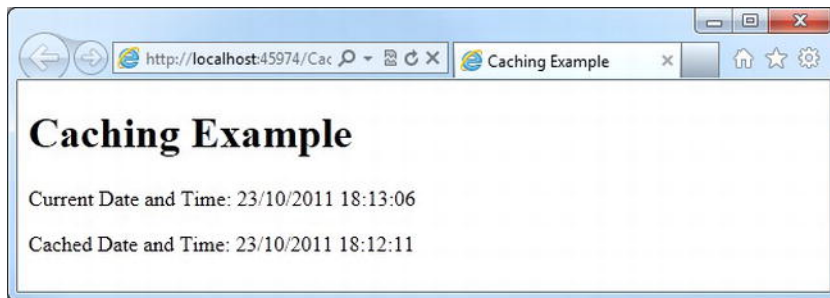 http://localhost:45974/Cac
Caching Example
Caching Example
Current Date and Time: 23/10/2011 18:13:06
Cached Date and Time: 23/10/2011 18:12:11